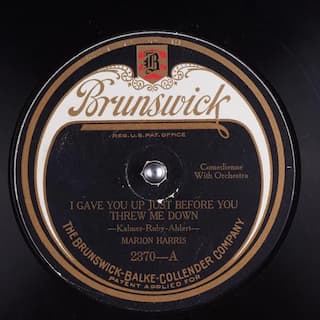 B
Brunswick
REG. U.S. PAT. OFFICE
Comedienne
With Orchestra
I GAVE YOU UP JUST BEFORE YOU
THREW ME DOWN
—Kalmer-Ruby-Ahlert—
MARION HARRIS
2370—A
THE BRUNSWICK-BALKE-COLLENDER COMPANY
PATENT APPLIED FOR